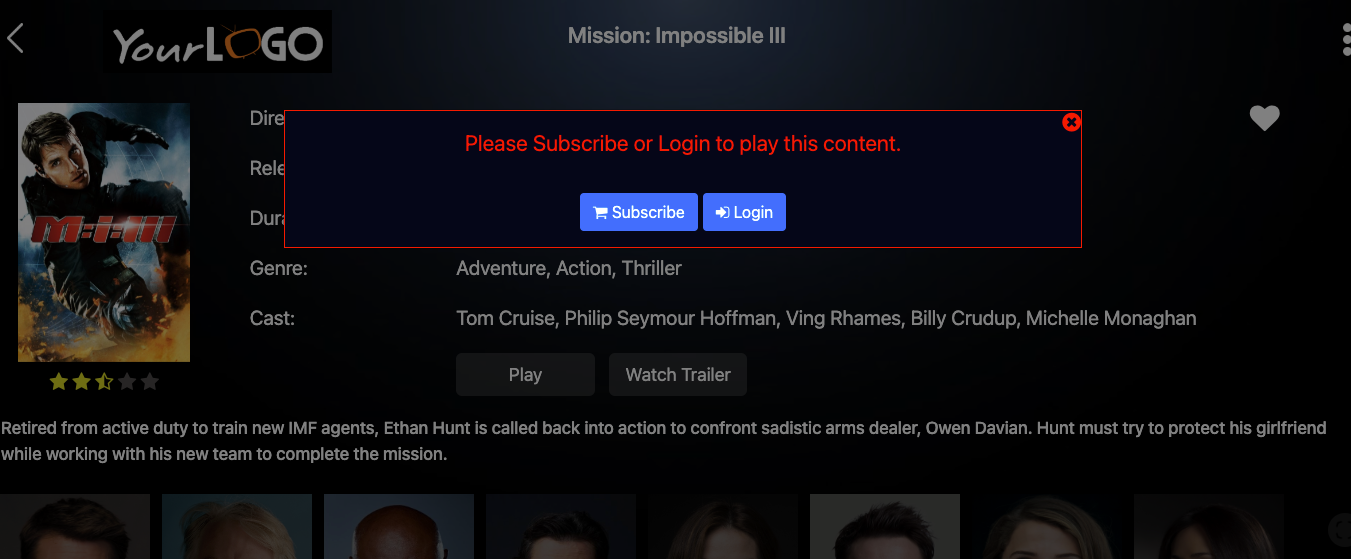 YourLOGO
Mission: Impossible III
Dire
Please Subscribe or Login to play this content.
Rele
Subscribe
Login
Dura
M:i:III
Genre:
Adventure, Action, Thriller
Cast:
Tom Cruise, Philip Seymour Hoffman, Ving Rhames, Billy Crudup, Michelle Monaghan
Play
Watch Trailer
Retired from active duty to train new IMF agents, Ethan Hunt is called back into action to confront sadistic arms dealer, Owen Davian. Hunt must try to protect his girlfriend
while working with his new team to complete the mission.